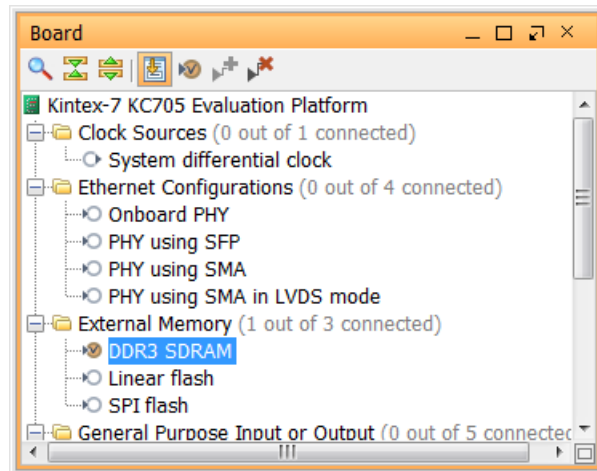 Board
Kintex-7 KC705 Evaluation Platform
Clock Sources (0 out of 1 connected)
System differential clock
Ethernet Configurations (0 out of 4 connected)
Onboard PHY
PHY using SFP
PHY using SMA
PHY using SMA in LVDS mode
External Memory (1 out of 3 connected)
DDR3 SDRAM
Linear flash
SPI flash
General Purpose Input or Output (0 out of 5 connected